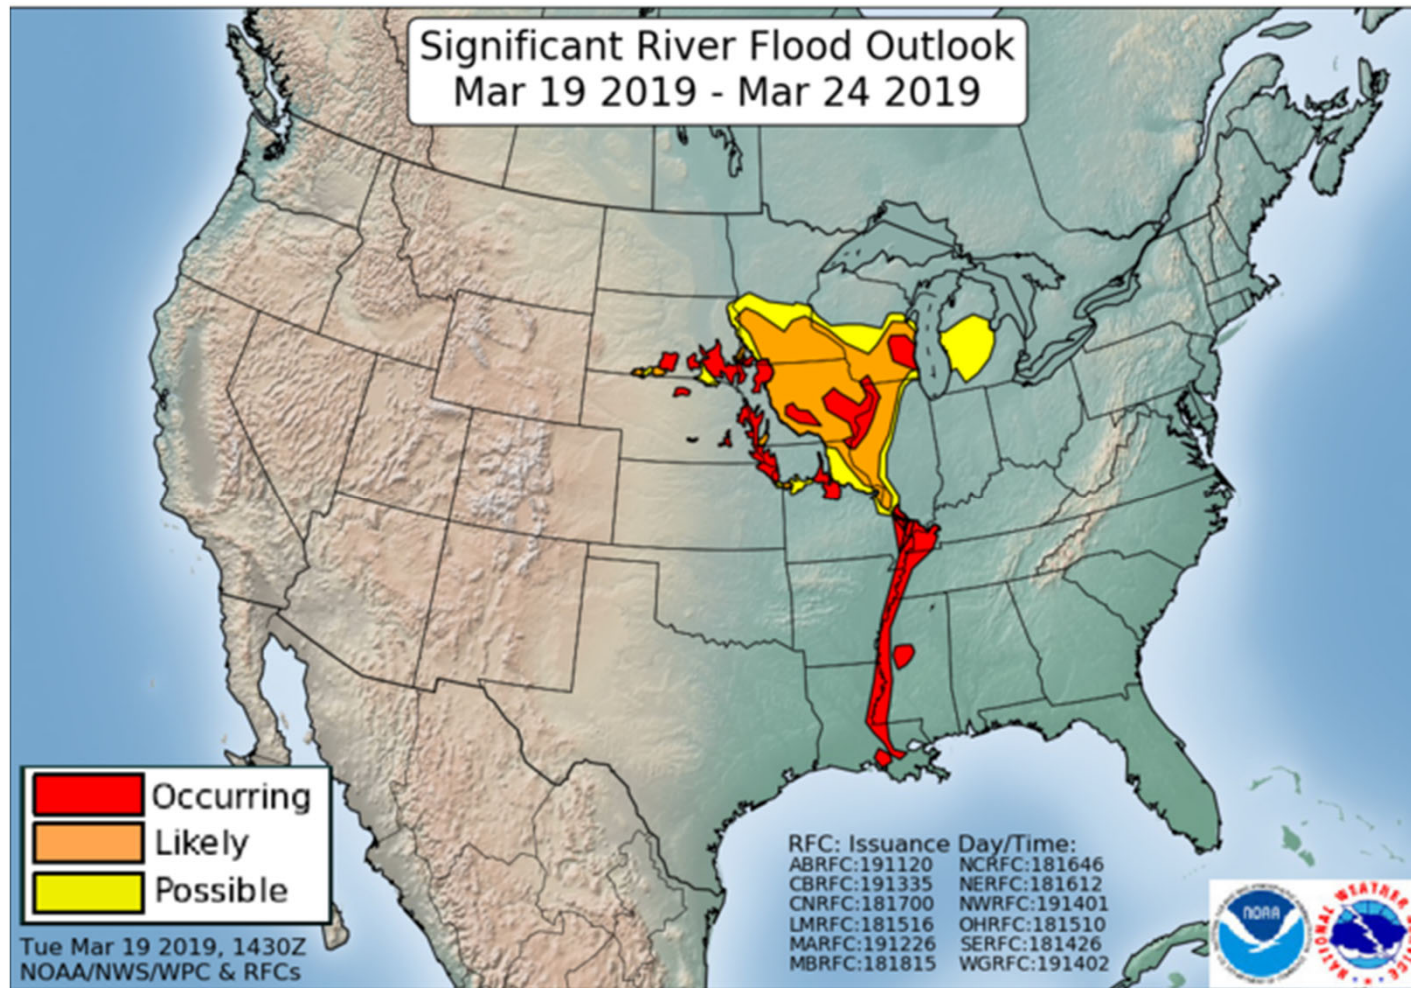 Significant River Flood Outlook
Mar 19 2019 - Mar 24 2019
Occurring
Likely
Possible
Tue Mar 19 2019, 1430Z
NOAA/NWS/WPC & RFCs
RFC: Issuance Day/Time:
ABRFC:191120 NCRFC:181646
CBRFC:191335 NERFC:181612
CNRFC:181700 NWRFC:191401
LMRFC:181516 OHRFC:181510
MARFC:191226 SERFC:181426
MBRFC:181815 WGRFC:191402
NOAA
NATIONAL WEATHER